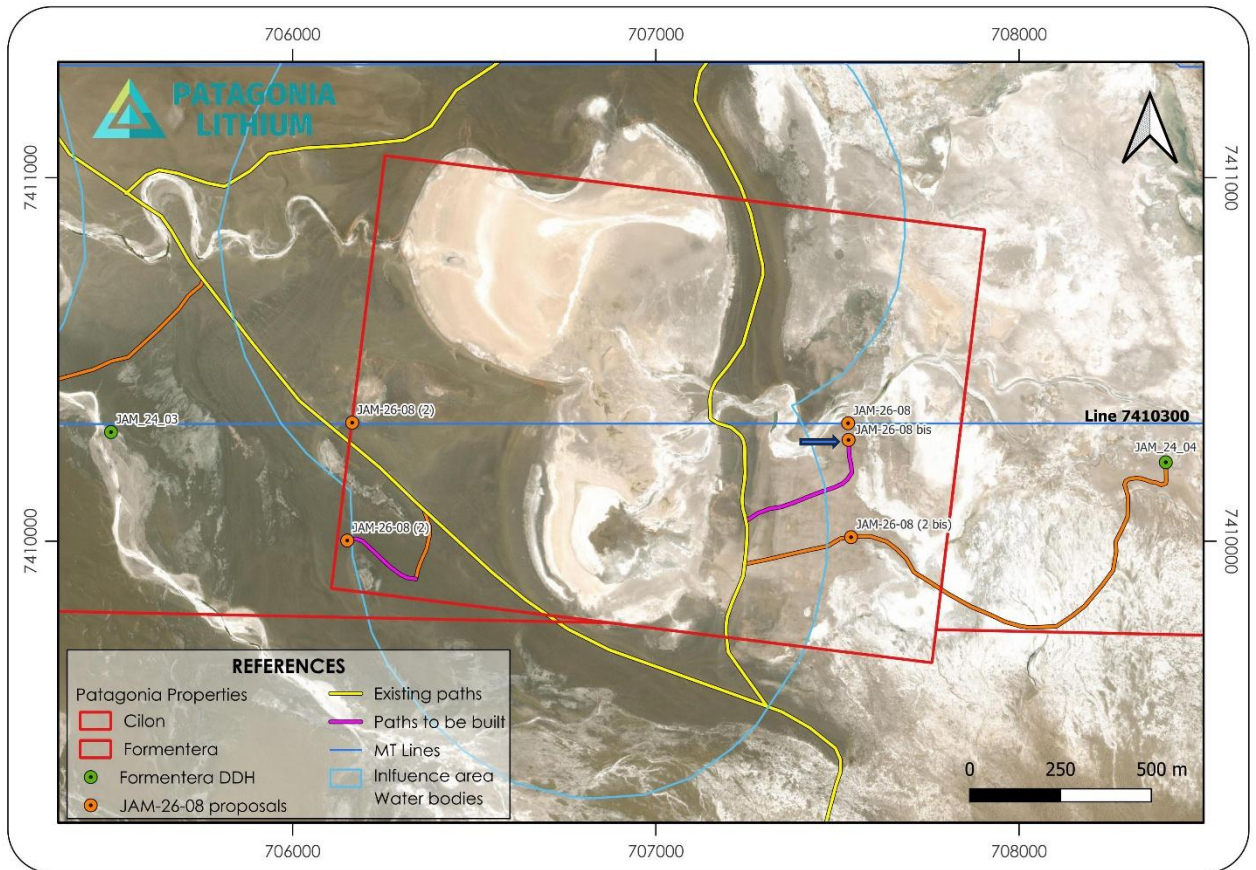 706000
707000
708000
PATAGONIA
LITHIUM
7411000
7411000
JAM_24_03
JAM-26-08 (2)
JAM-26-08
Line 7410300
JAM-26-08 bis
JAM_24_04
7410000
JAM-26-08 (2)
JAM-26-08 (2 bis)
7410000
REFERENCES
Patagonia Properties
Cilon
Formentera
Formentera DDH
JAM-26-08 proposals
Existing paths
Paths to be built
MT Lines
Inlfuence area
Water bodies
0 250 500 m
706000
707000
708000